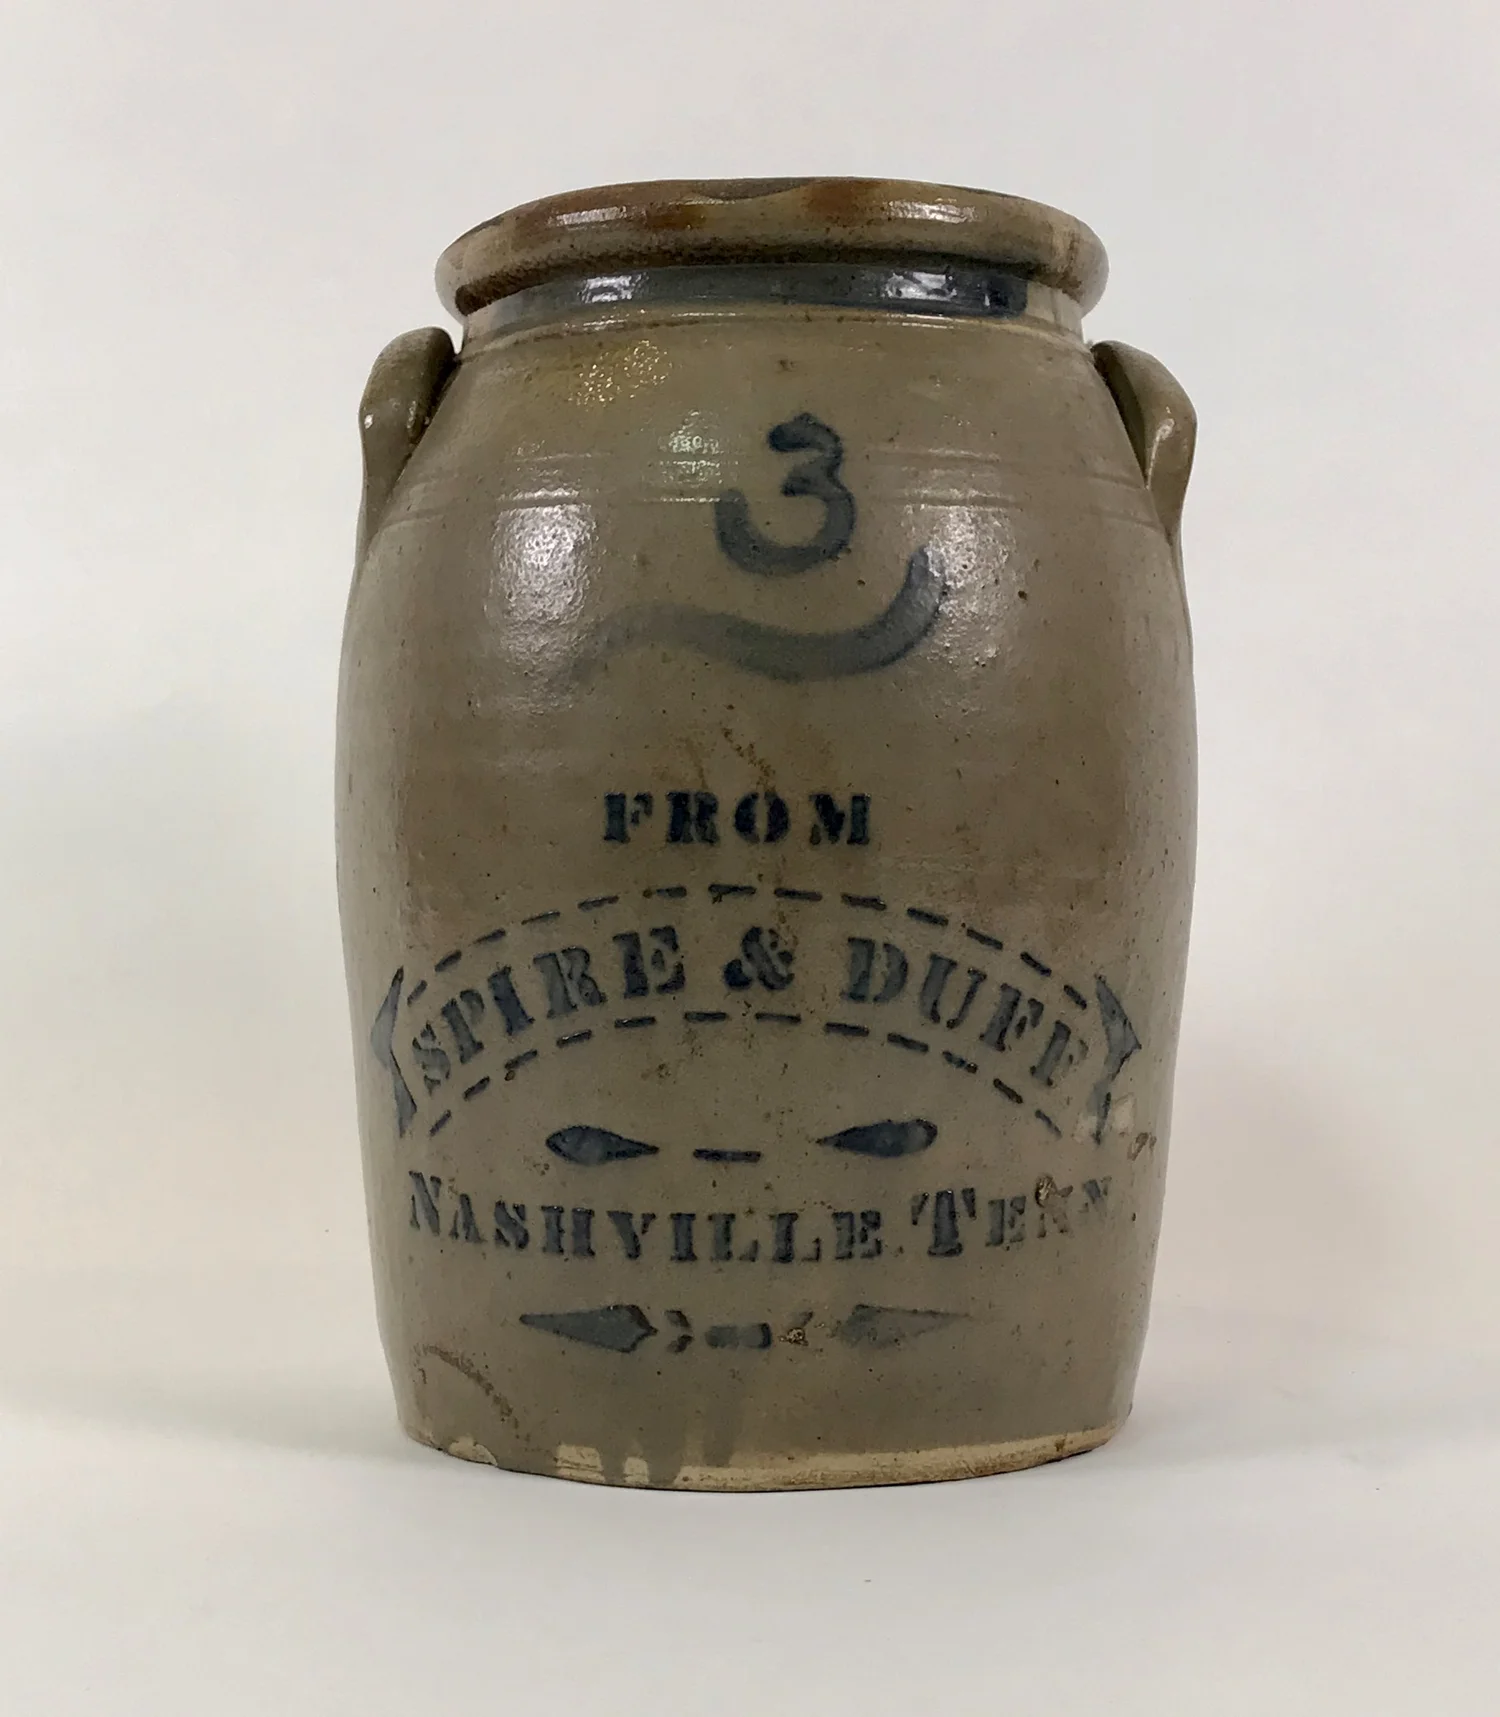 3
FROM
SPIRE & DUFF
NASHVILLE TENN